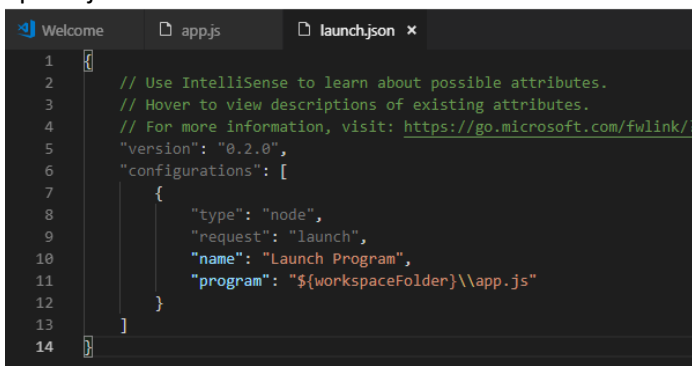 Welcome app.js launch.json ×
1 {
2 // Use IntelliSense to learn about possible attributes.
3 // Hover to view descriptions of existing attributes.
4 // For more information, visit: https://go.microsoft.com/fwlink/
5 "version": "0.2.0",
6 "configurations": [
7 {
8 "type": "node",
9 "request": "launch",
10 "name": "Launch Program",
11 "program": "${workspaceFolder}\\app.js"
12 }
13 ]
14 }